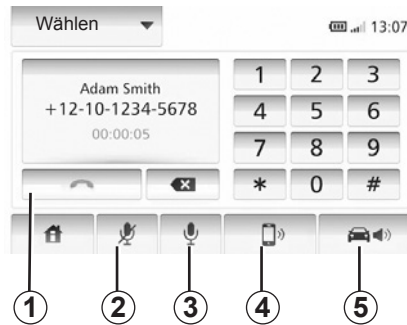 Wählen 13:07
Adam Smith
+12-10-1234-5678
00:00:05
1 2 3
4 5 6
7 8 9
* 0 #
1 2 3 4 5